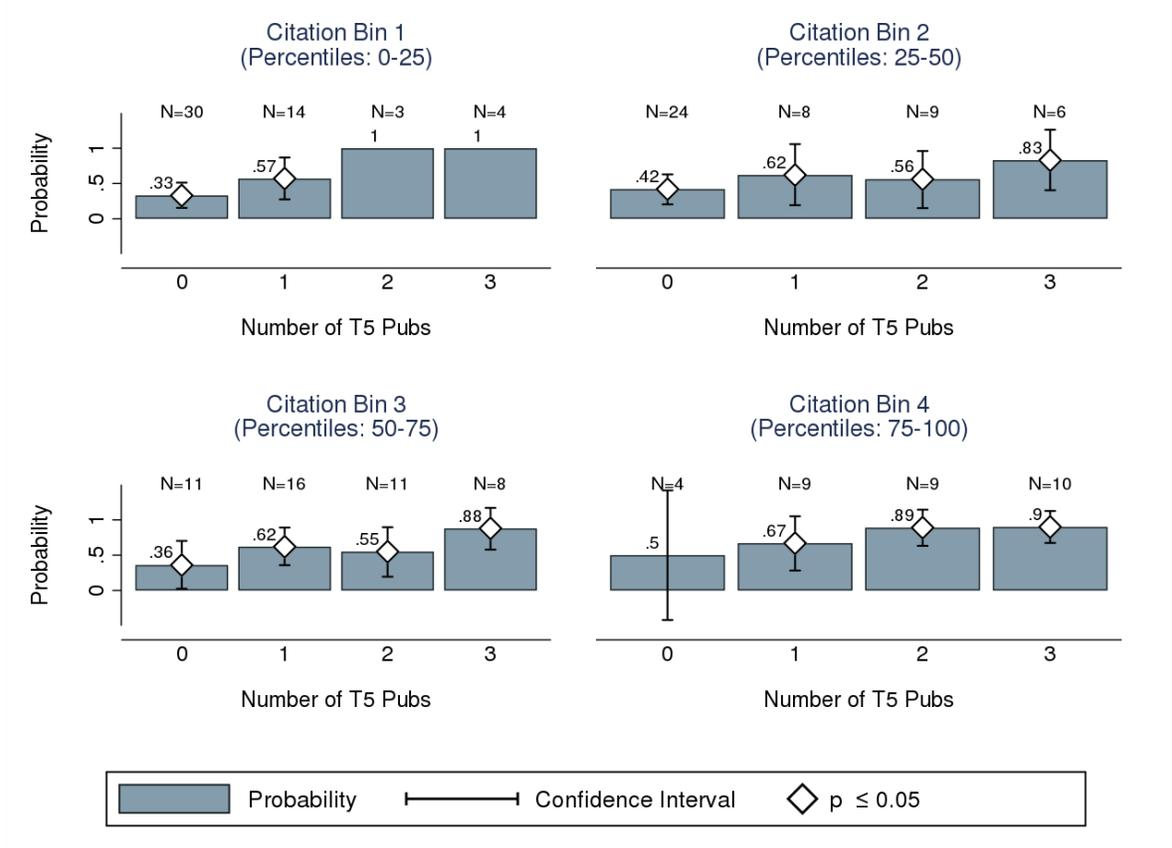 Citation Bin 1
(Percentiles: 0-25)
N=30 N=14 N=3 N=4
.33 .57 1 1
Probability
1
.5
0
0 1 2 3
Number of T5 Pubs
Citation Bin 2
(Percentiles: 25-50)
N=24 N=8 N=9 N=6
.42 .62 .56 .83
0 1 2 3
Number of T5 Pubs
Citation Bin 3
(Percentiles: 50-75)
N=11 N=16 N=11 N=8
.36 .62 .55 .88
Probability
1
.5
0
0 1 2 3
Number of T5 Pubs
Citation Bin 4
(Percentiles: 75-100)
N=4 N=9 N=9 N=10
.5 .67 .89 .9
0 1 2 3
Number of T5 Pubs
Probability Confidence Interval p ≤ 0.05